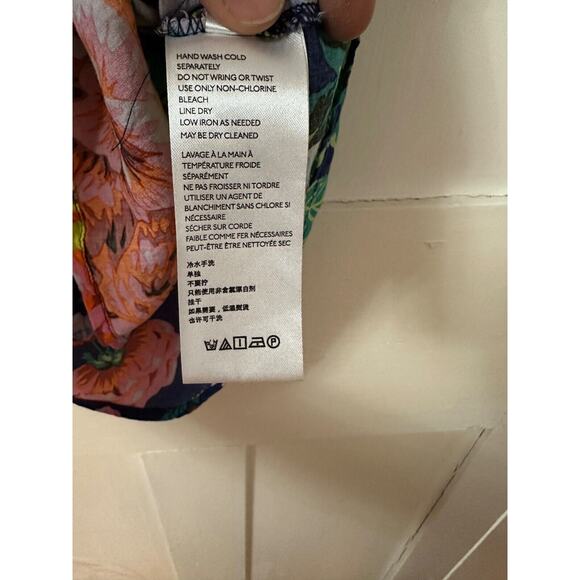 HAND WASH COLD
SEPARATELY
DO NOT WRING OR TWIST
USE ONLY NON-CHLORINE
BLEACH
LINE DRY
LOW IRON AS NEEDED
MAY BE DRY CLEANED
LAVAGE À LA MAIN À
TEMPÉRATURE FROIDE
SÉPARÉMENT
NE PAS FROISSER NI TORDRE
UTILISER UN AGENT DE
BLANCHIMENT SANS CHLORE SI
NÉCESSAIRE
SÉCHER SUR CORDE
FAIBLE COMME FER NÉCESSAIRES
PEUT-ÊTRE ÊTRE NETTOYÉE SEC
冷水手洗
单独
不要拧
只能使用非含氯漂白剂
挂干
如果需要，低温熨烫
也许可干洗
P